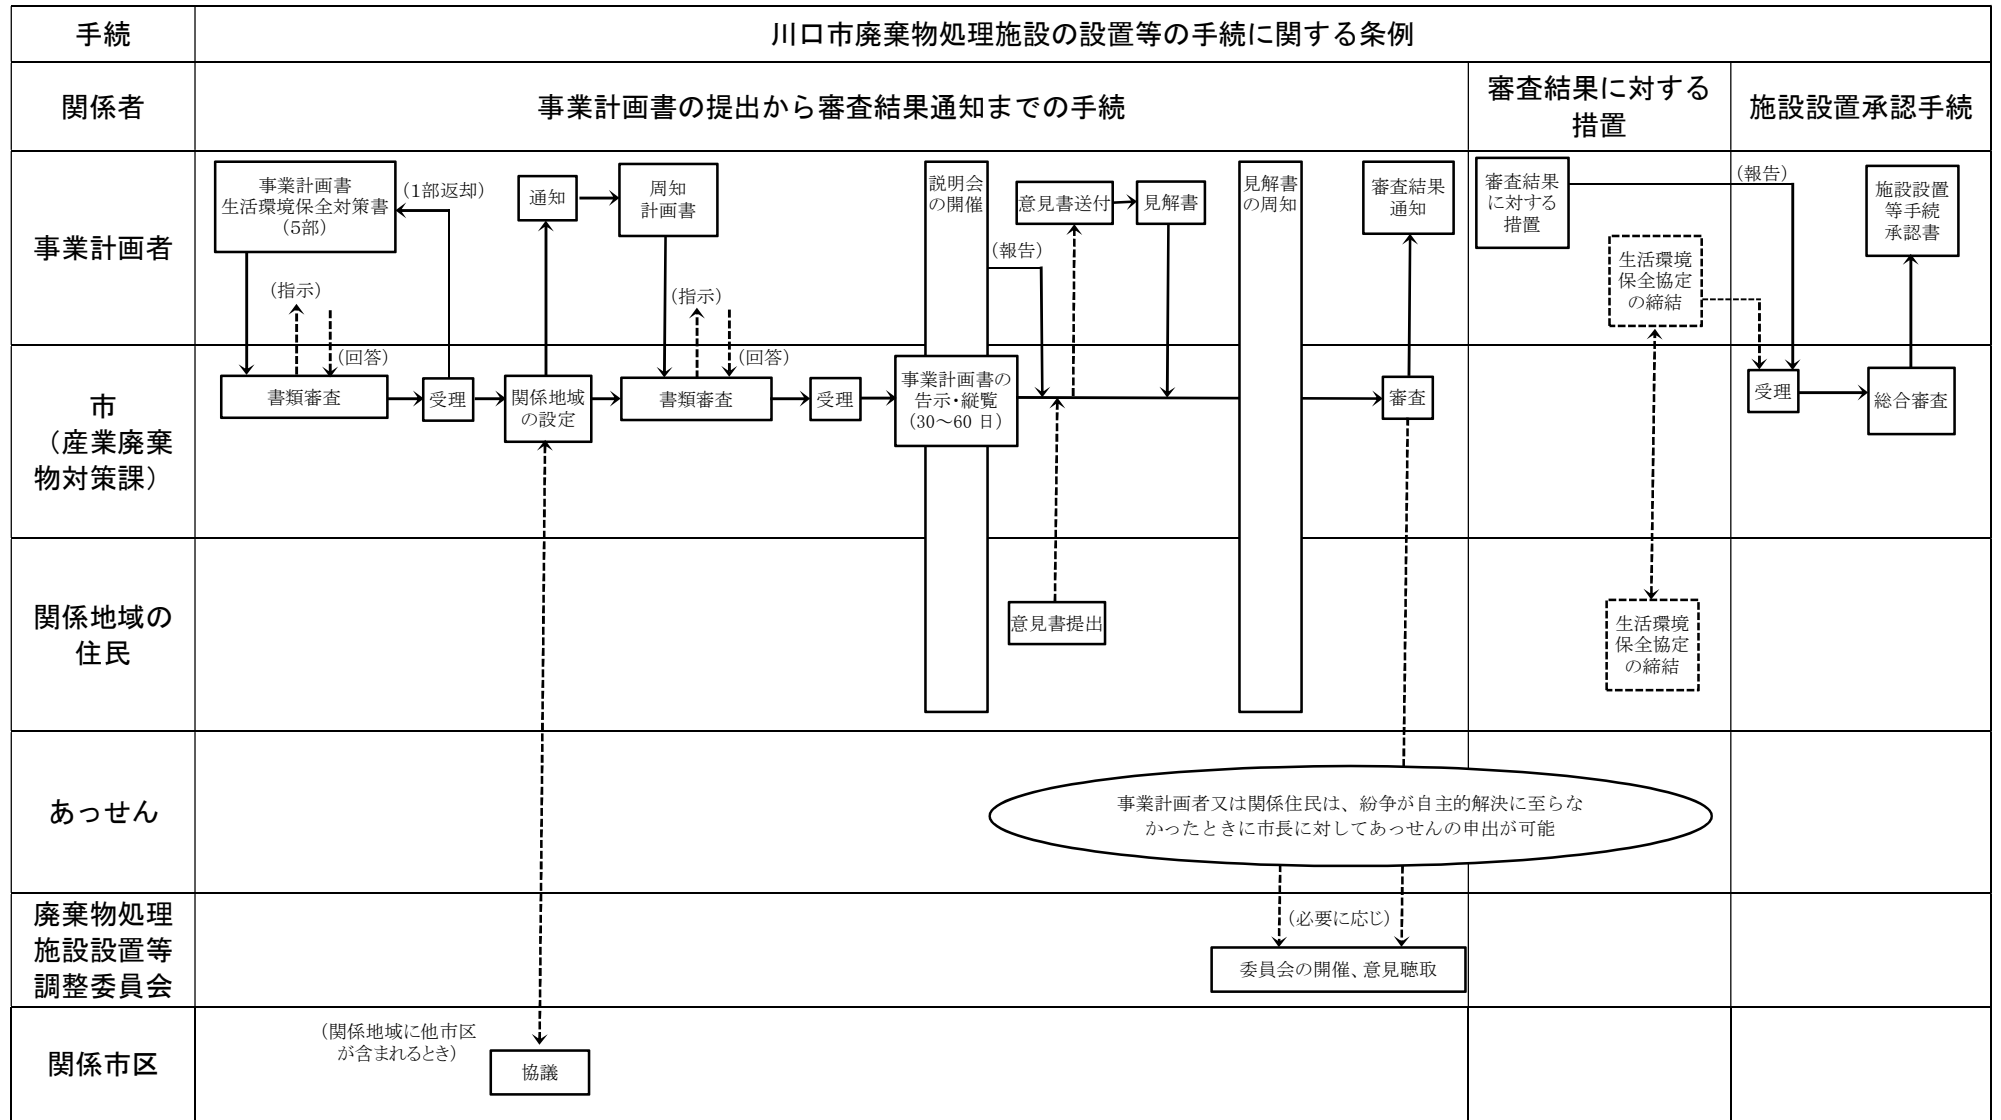 手続
川口市廃棄物処理施設の設置等の手続に関する条例
関係者
事業計画書の提出から審査結果通知までの手続
審査結果に対する
措置
施設設置承認手続
事業計画者
事業計画書
生活環境保全対策書
（5部）
（1部返却）
通知
周知
計画書
説明会
の開催
意見書送付
見解書
見解書
の周知
審査結果
通知
審査結果
に対する
措置
（報告）
施設設置
等手続
承認書
（指示）
（指示）
（報告）
生活環境
保全協定
の締結
（回答）
（回答）
市
（産業廃棄
物対策課）
書類審査
受理
関係地域
の設定
書類審査
受理
事業計画書の
告示・縦覧
（30～60 日）
審査
受理
総合審査
関係地域の
住民
意見書提出
生活環境
保全協定
の締結
あっせん
事業計画者又は関係住民は、紛争が自主的解決に至らな
かったときに市長に対してあっせんの申出が可能
廃棄物処理
施設設置等
調整委員会
（必要に応じ）
委員会の開催、意見聴取
関係市区
（関係地域に他市区
が含まれるとき）
協議